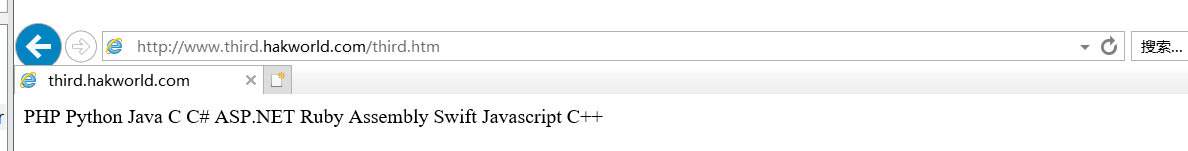 http://www.third.hakworld.com/third.htm
搜索...
third.hakworld.com
PHP Python Java C C# ASP.NET Ruby Assembly Swift Javascript C++